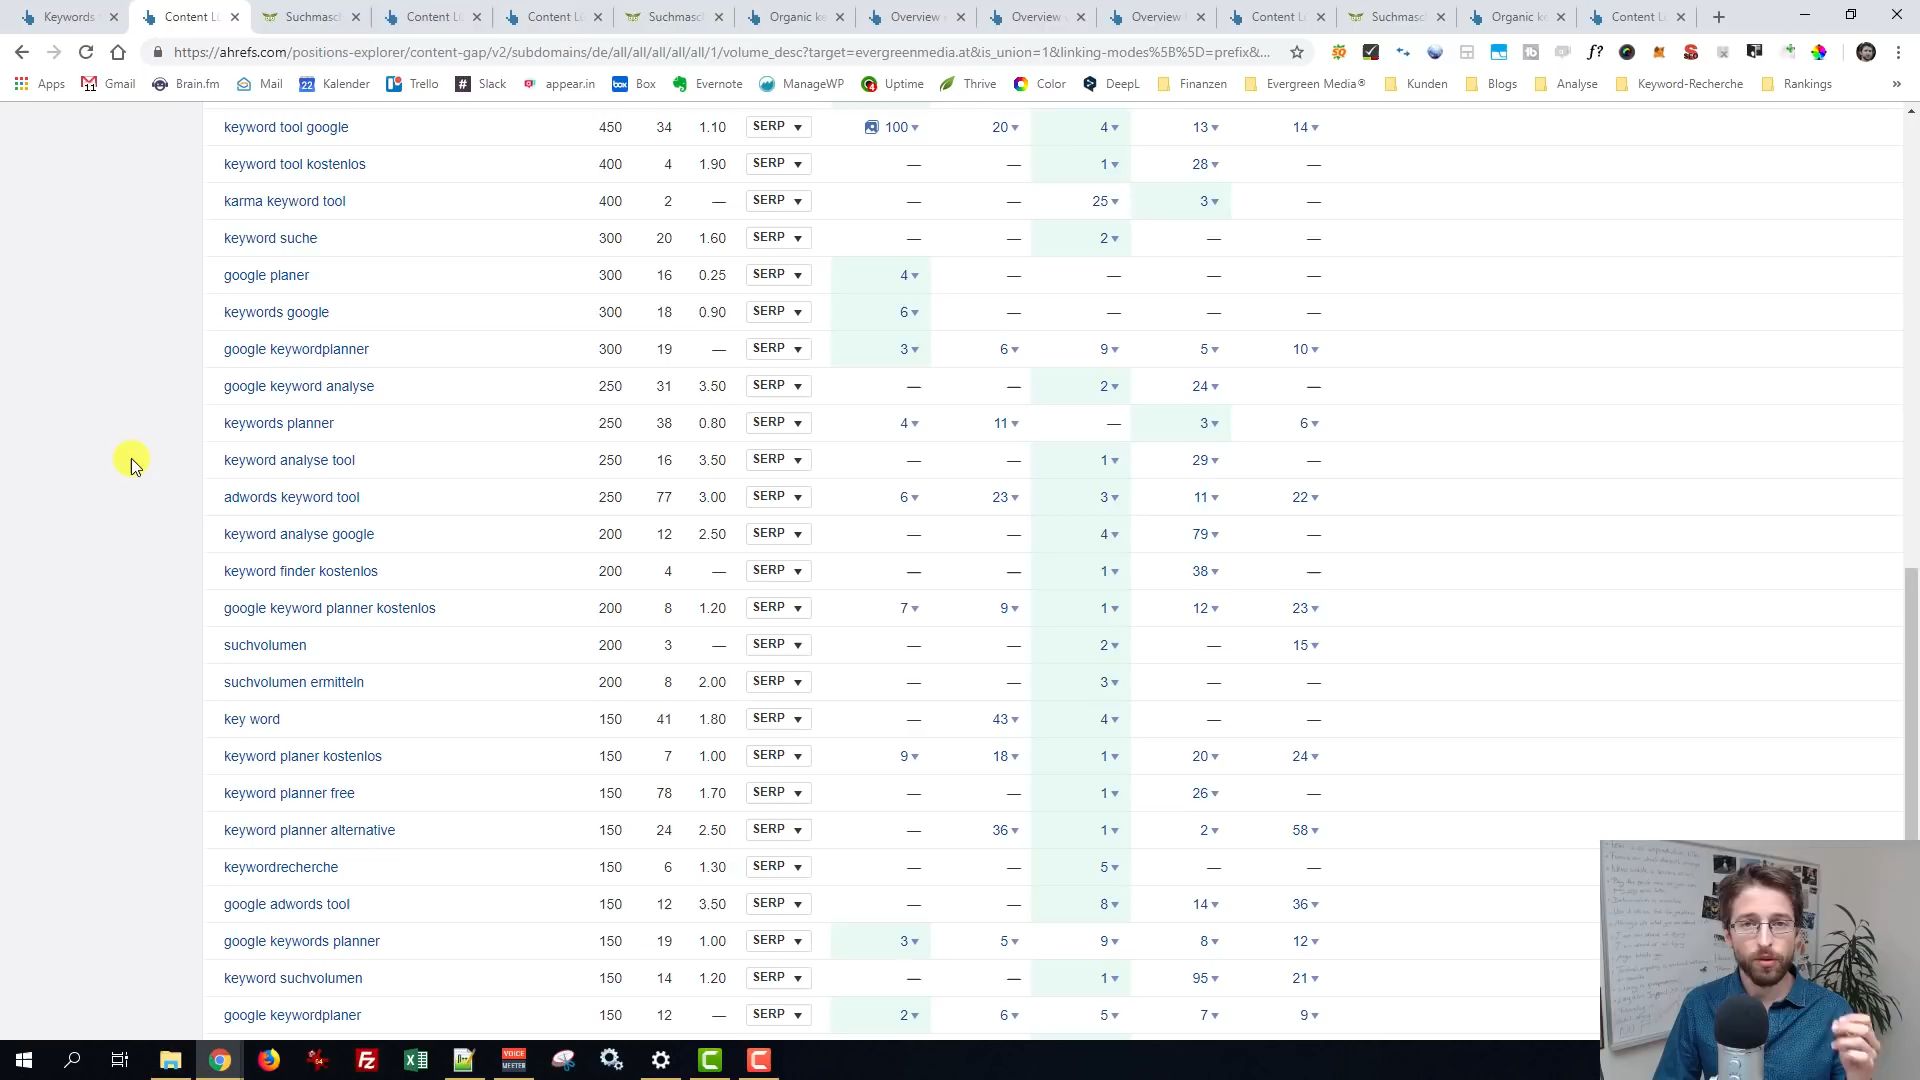 Keywords
Content L
Suchmasc
Content L
Content L
Suchmasc
Organic ke
Overview
Overview
Overview
Content L
Suchmasc
Organic ke
Content L
https://ahrefs.com/positions-explorer/content-gap/v2/subdomains/de/all/all/all/all/all/1/volume_desc?target=evergreenmedia.at&is_union=1&linking-modes%5B%5D=prefix&...
Apps Gmail Brain.fm Mail 22 Kalender Trello # Slack appear.in box Box Evernote ManageWP Uptime Thrive Color DeepL Finanzen Evergreen Media® Kunden Blogs Analyse Keyword-Recherche Rankings »
keyword tool google 450 34 1.10 SERP 100 20 4 13 14
keyword tool kostenlos 400 4 1.90 SERP — — 1 28 —
karma keyword tool 400 2 — SERP — — 25 3 —
keyword suche 300 20 1.60 SERP — — 2 — —
google planer 300 16 0.25 SERP 4 — — — —
keywords google 300 18 0.90 SERP 6 — — — —
google keywordplanner 300 19 — SERP 3 6 9 5 10
google keyword analyse 250 31 3.50 SERP — — 2 24 —
keywords planner 250 38 0.80 SERP 4 11 — 3 6
keyword analyse tool 250 16 3.50 SERP — — 1 29 —
adwords keyword tool 250 77 3.00 SERP 6 23 3 11 22
keyword analyse google 200 12 2.50 SERP — — 4 79 —
keyword finder kostenlos 200 4 — SERP — — 1 38 —
google keyword planner kostenlos 200 8 1.20 SERP 7 9 1 12 23
suchvolumen 200 3 — SERP — — 2 — 15
suchvolumen ermitteln 200 8 2.00 SERP — — 3 — —
key word 150 41 1.80 SERP — 43 4 — —
keyword planer kostenlos 150 7 1.00 SERP 9 18 1 20 24
keyword planner free 150 78 1.70 SERP — — 1 26 —
keyword planner alternative 150 24 2.50 SERP — 36 1 2 58
keywordrecherche 150 6 1.30 SERP — — 5 — —
google adwords tool 150 12 3.50 SERP — — 8 14 36
google keywords planner 150 19 1.00 SERP 3 5 9 8 12
keyword suchvolumen 150 14 1.20 SERP — — 1 95 21
google keywordplaner 150 12 — SERP 2 6 5 7 9
VOICE
MEETER